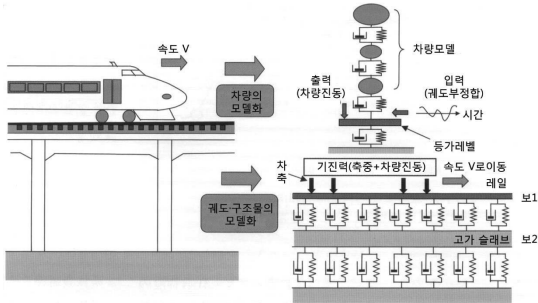 속도 V
차량의
모델화
궤도·구조물의
모델화
차량모델
출력
(차량진동)
입력
(궤도부정합)
시간
등가레벨
차
축
기진력(축중+차량진동)
속도 V로이동
레일
보1
고가 슬래브
보2